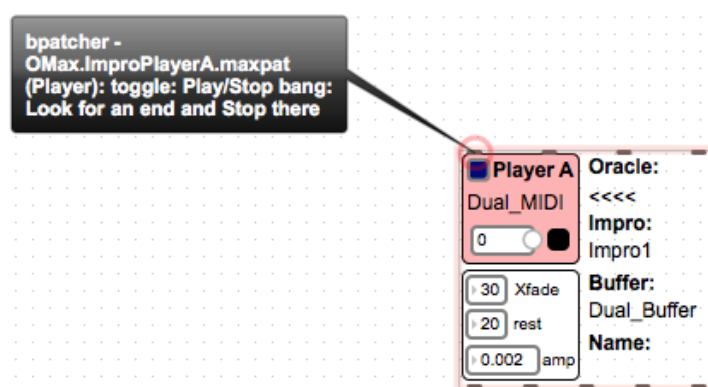 bpatcher -
OMax.ImproPlayerA.maxpat
(Player): toggle: Play/Stop bang:
Look for an end and Stop there
Player A
Dual_MIDI
0
30 Xfade
20 rest
0.002 amp
Oracle:
<<<<
Impro:
Impro1
Buffer:
Dual_Buffer
Name: